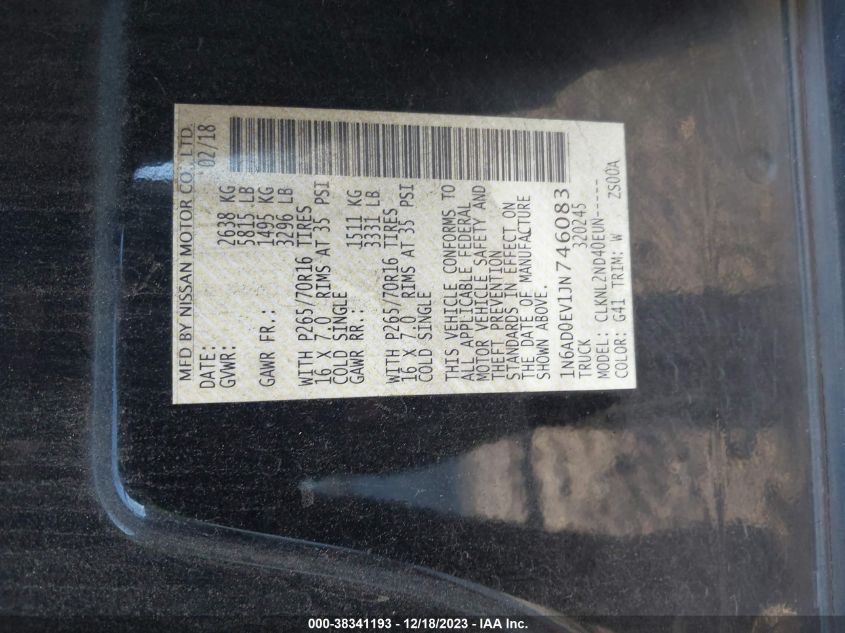 MFD BY NISSAN MOTOR CO., LTD.
DATE: 02/18
GVWR: 2638 KG
5815 LB
GAWR FR.: 1495 KG
3296 LB
WITH P265/70R16 TIRES
16 X 7.0 RIMS AT 35 PSI
COLD SINGLE
GAWR RR.: 1511 KG
3331 LB
WITH P265/70R16 TIRES
16 X 7.0 RIMS AT 35 PSI
COLD SINGLE
THIS VEHICLE CONFORMS TO
ALL APPLICABLE FEDERAL
MOTOR VEHICLE SAFETY AND
THEFT PREVENTION
STANDARDS IN EFFECT ON
THE DATE OF MANUFACTURE
SHOWN ABOVE.
1N6AD0EV1JN746083
TRUCK 320245
MODEL: CLKNLZND40EUN-----
COLOR: G41 TRIM: W ZS00A
000-38341193 - 12/18/2023 - IAA Inc.